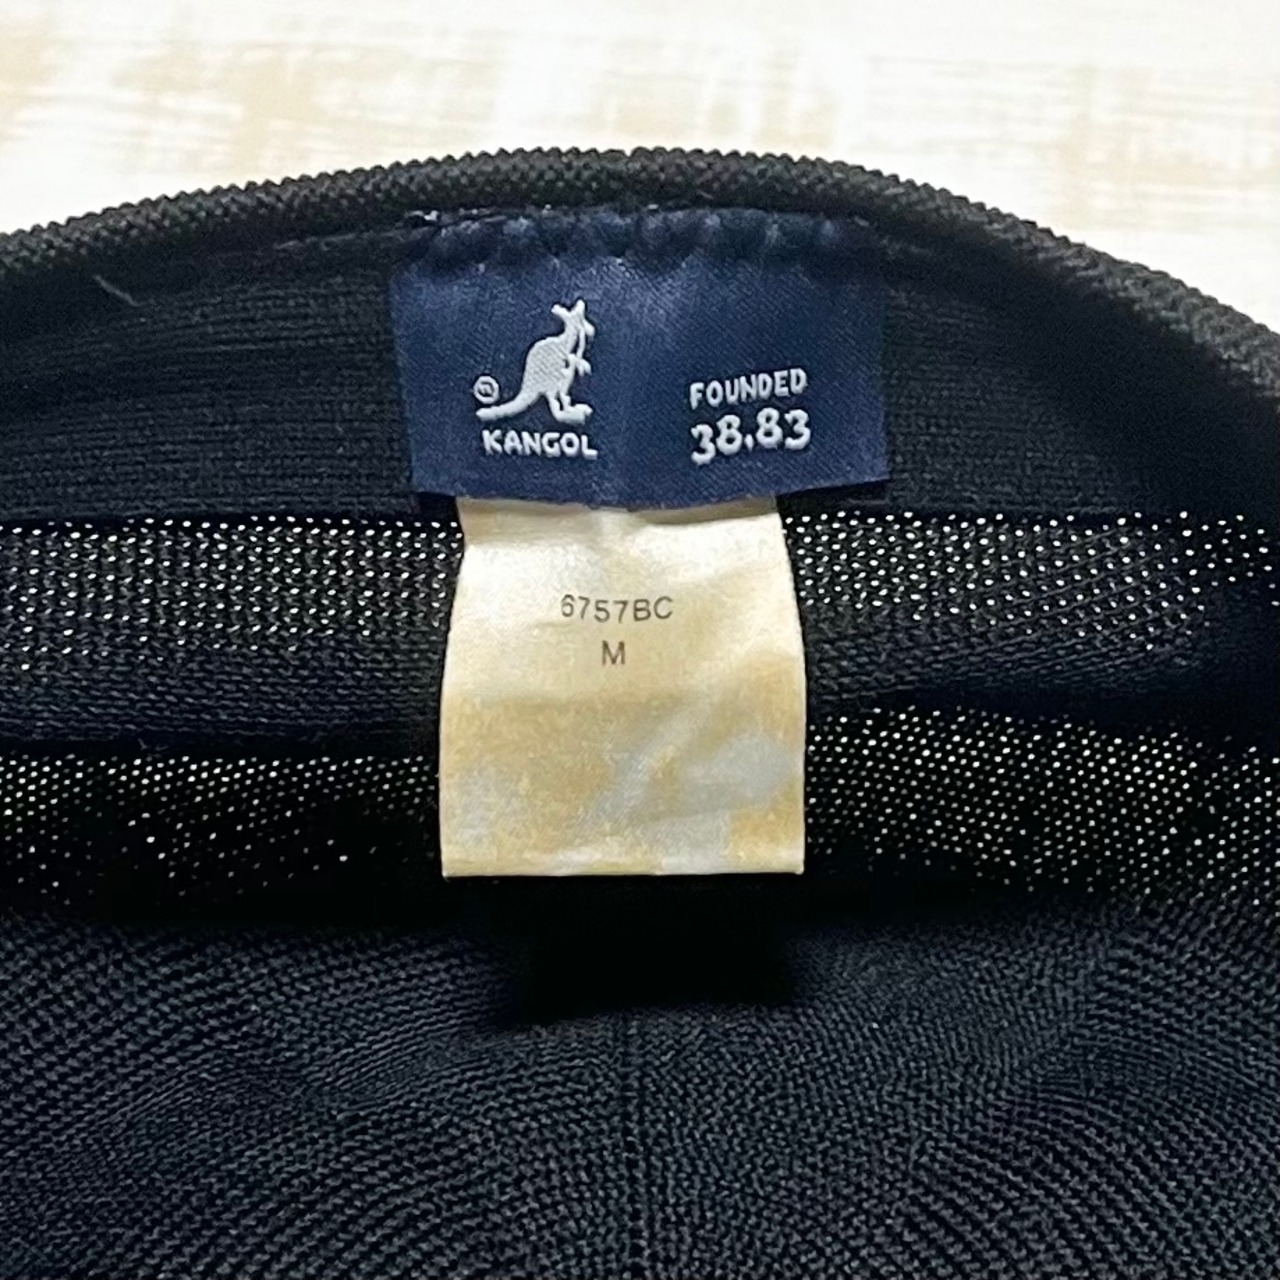 ®
KANGOL
FOUNDED
38.83
6757BC
M